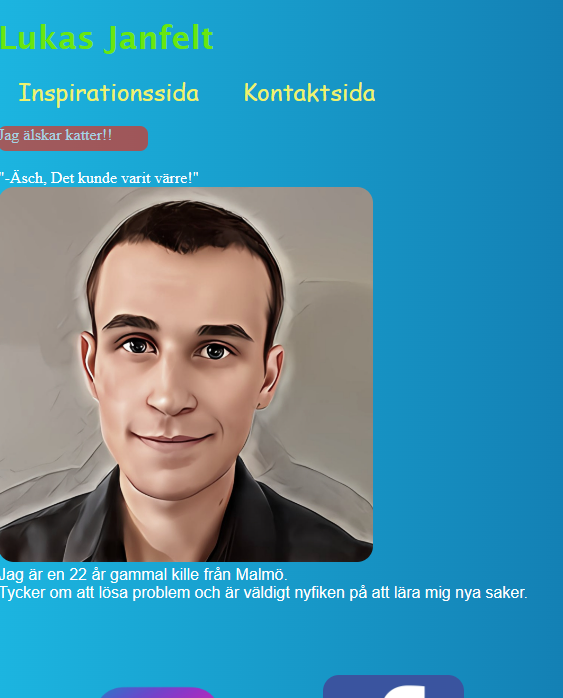 Lukas Janfelt
Inspirationssida Kontaktsida
Jag älskar katter!!
"-Äsch, Det kunde varit värre!"
Jag är en 22 år gammal kille från Malmö.
Tycker om att lösa problem och är väldigt nyfiken på att lära mig nya saker.